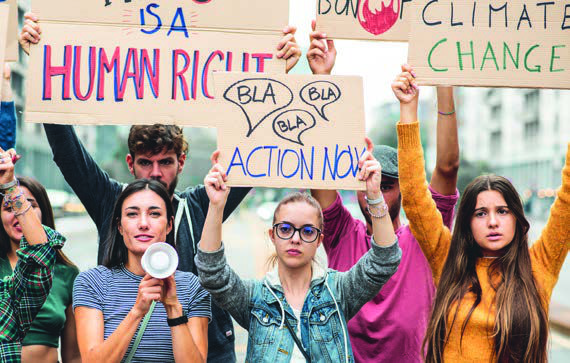 IS A
HUMAN RIGHT
BLA
BLA
BLA
ACTION NOW
CLIMATE
CHANGE